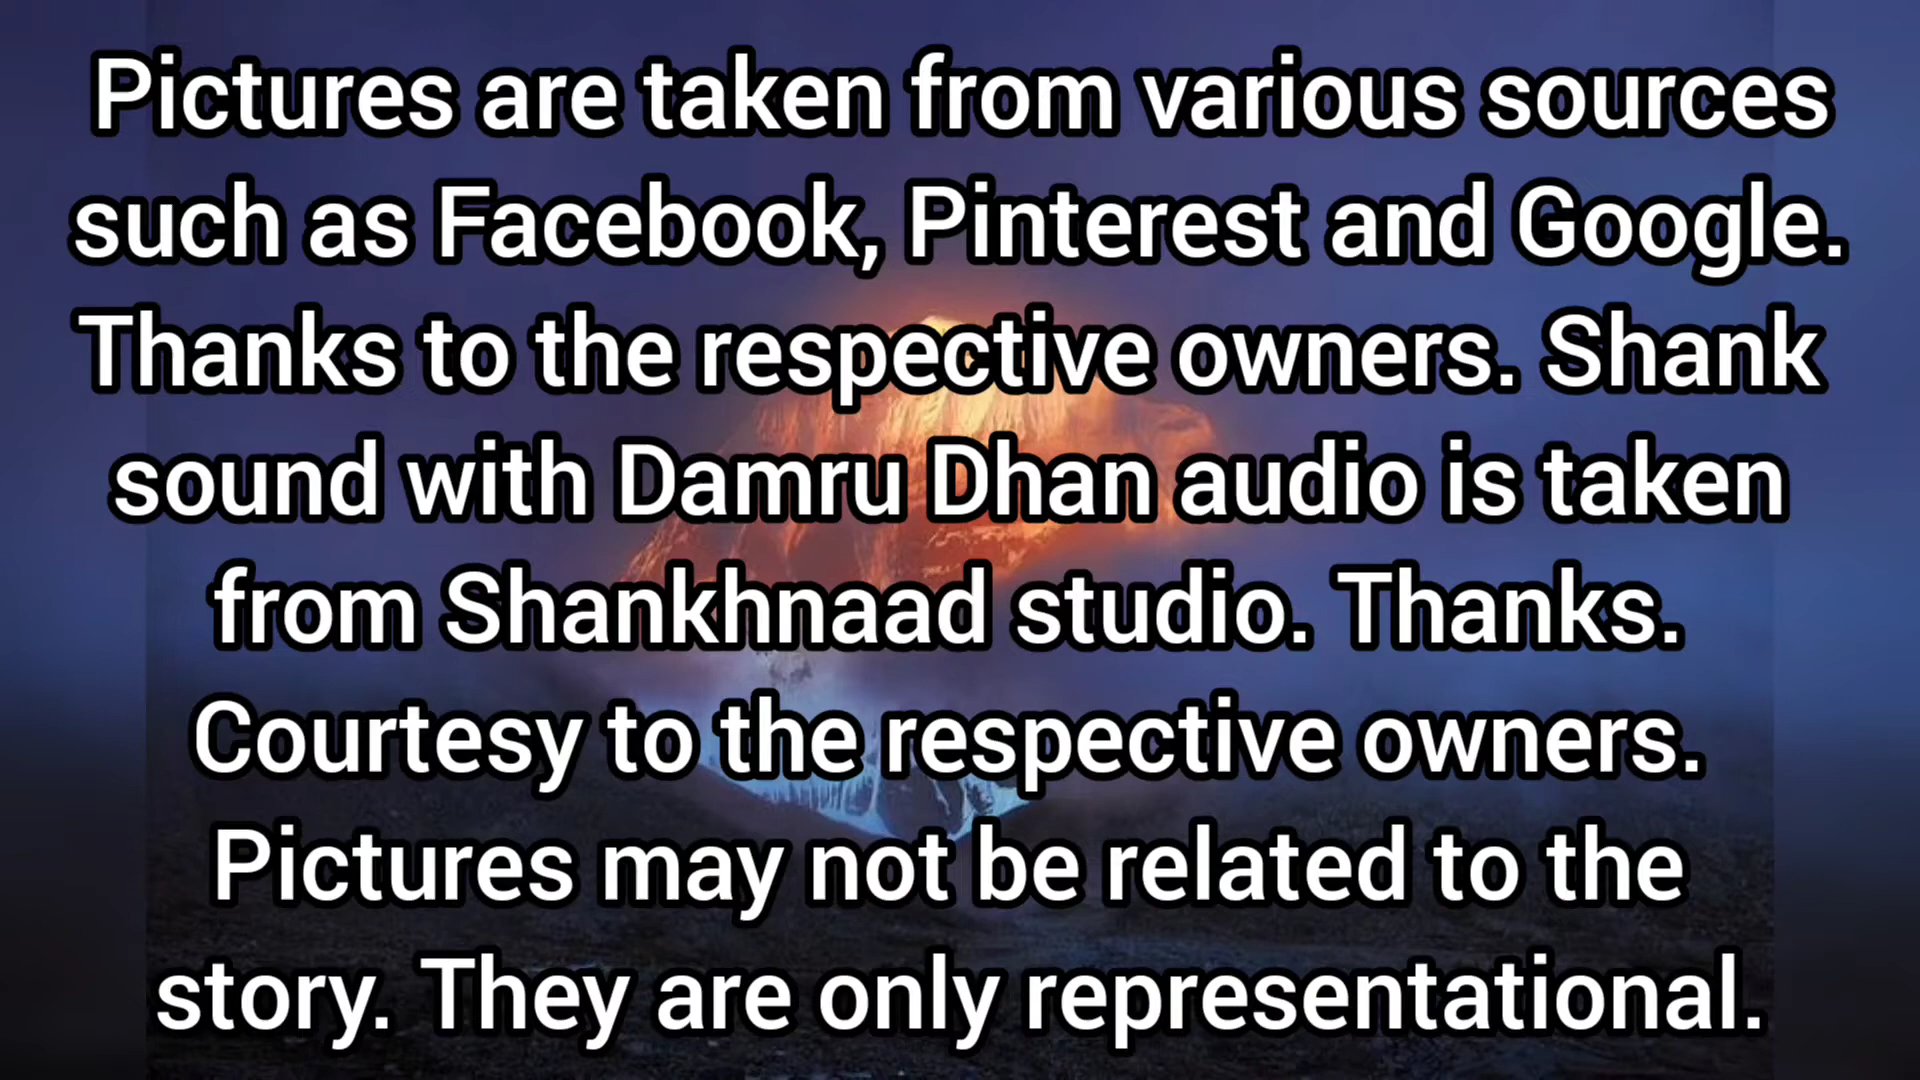 Pictures are taken from various sources
such as Facebook, Pinterest and Google.
Thanks to the respective owners. Shank
sound with Damru Dhan audio is taken
from Shankhnaad studio. Thanks.
Courtesy to the respective owners.
Pictures may not be related to the
story. They are only representational.